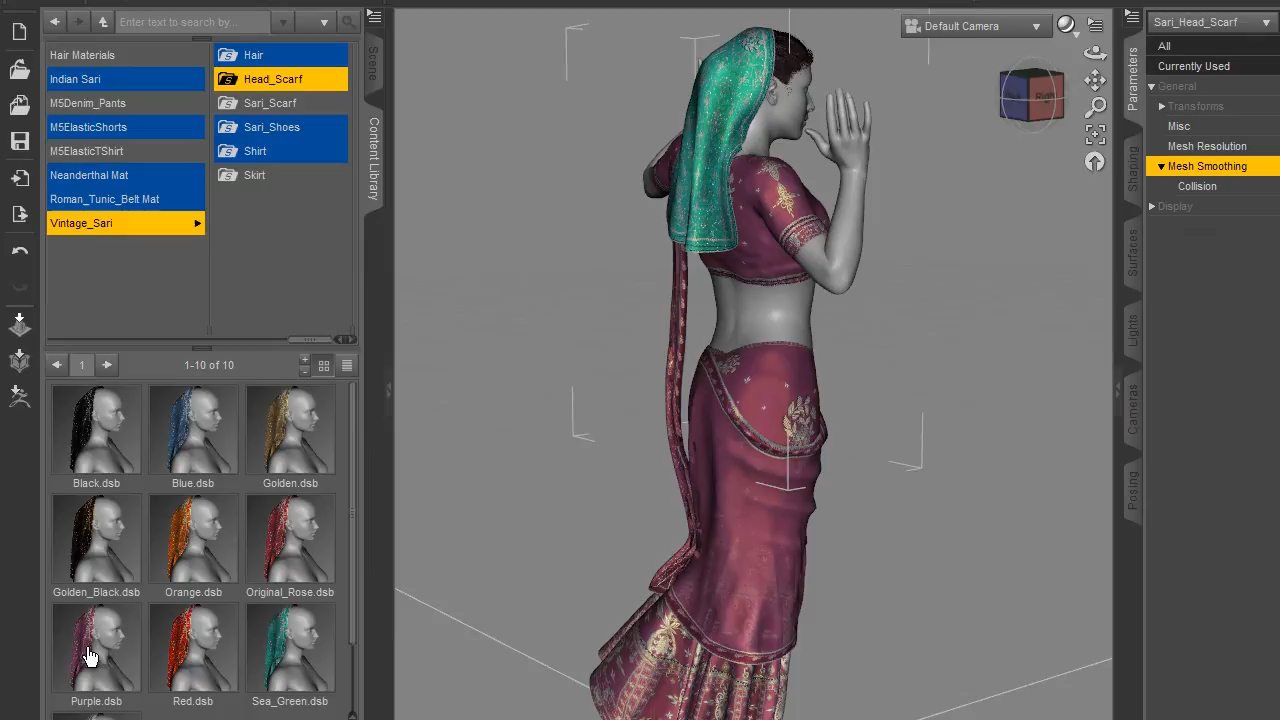 Enter text to search by...
Default Camera
Sari_Head_Scarf
Hair Materials
Indian Sari
M5Denim_Pants
M5ElasticShorts
M5ElasticTShirt
Neanderthal Mat
Roman_Tunic_Belt Mat
Vintage_Sari
Hair
Head_Scarf
Sari_Scarf
Sari_Shoes
Shirt
Skirt
Scene
Content Library
1
1-10 of 10
Black.dsb
Blue.dsb
Golden.dsb
Golden_Black.dsb
Orange.dsb
Original_Rose.dsb
Purple.dsb
Red.dsb
Sea_Green.dsb
Right
Parameters
Shaping
Surfaces
Lights
Cameras
Posing
All
Currently Used
General
Transforms
Misc
Mesh Resolution
Mesh Smoothing
Collision
Display